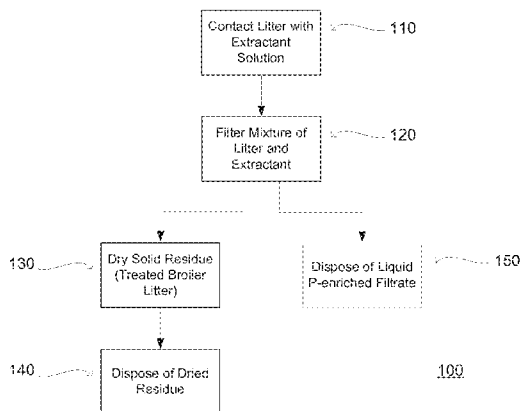 Contact Litter with
Extractant
Solution
110
Filter Mixture of
Litter and
Extractant
120
130
Dry Solid Residue
(Treated Broiler
Litter)
Dispose of Liquid
P-enriched Filtrate
150
140
Dispose of Dried
Residue
100